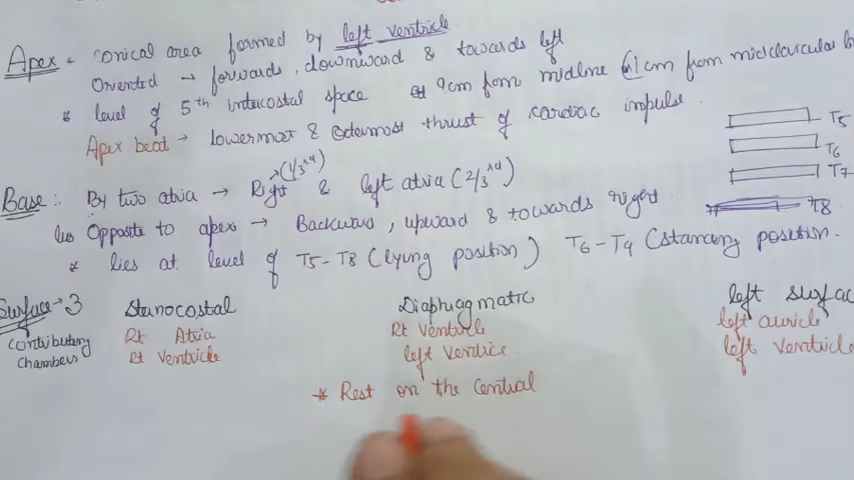 Apex = conical area formed by left ventricle
Oriented → forwards, downward & towards left
* level of 5th intercostal space 9cm from midline 1cm from midclavicular
Apex beat → lowermost & outermost thrust of cardiac impulse.
T5
T6
T7
T8
Base: By two atria → Right (1/3rd) & left atria (2/3rd)
lies Opposite to apex → Backward, upward & towards right.
* lies at level of T5-T8 (lying position) T6-T9 (standing position.
Surface → 3 Stenocostal Diaphragmatic left surfac
Contributing chambers Rt Atria Rt Ventricle left auricle
Rt Ventricle left ventrice left ventricle
* Rest on the central